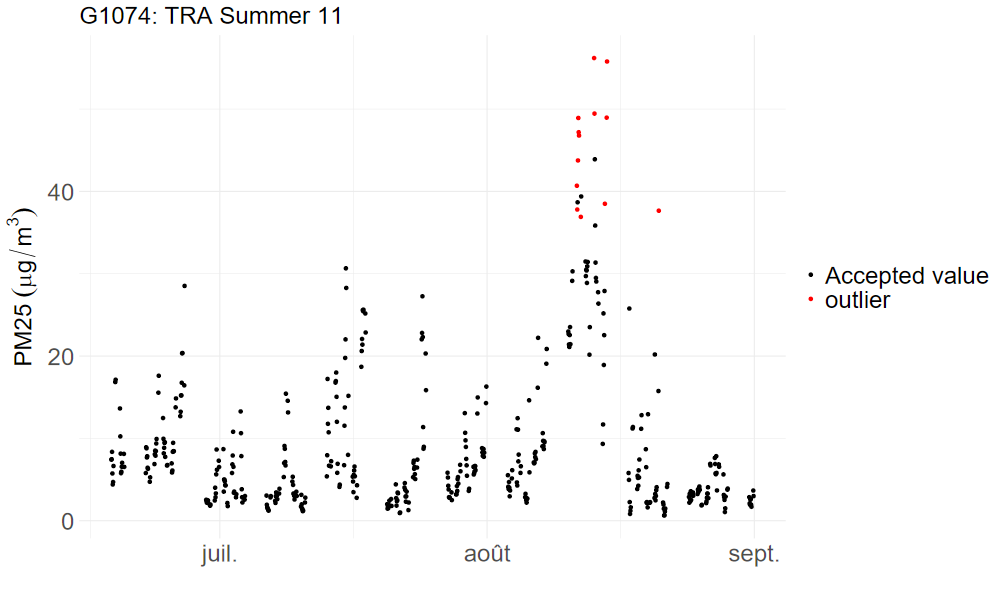 G1074: TRA Summer 11
PM25 (μg/m³)
40
20
0
juil.
août
sept.
Accepted value
outlier